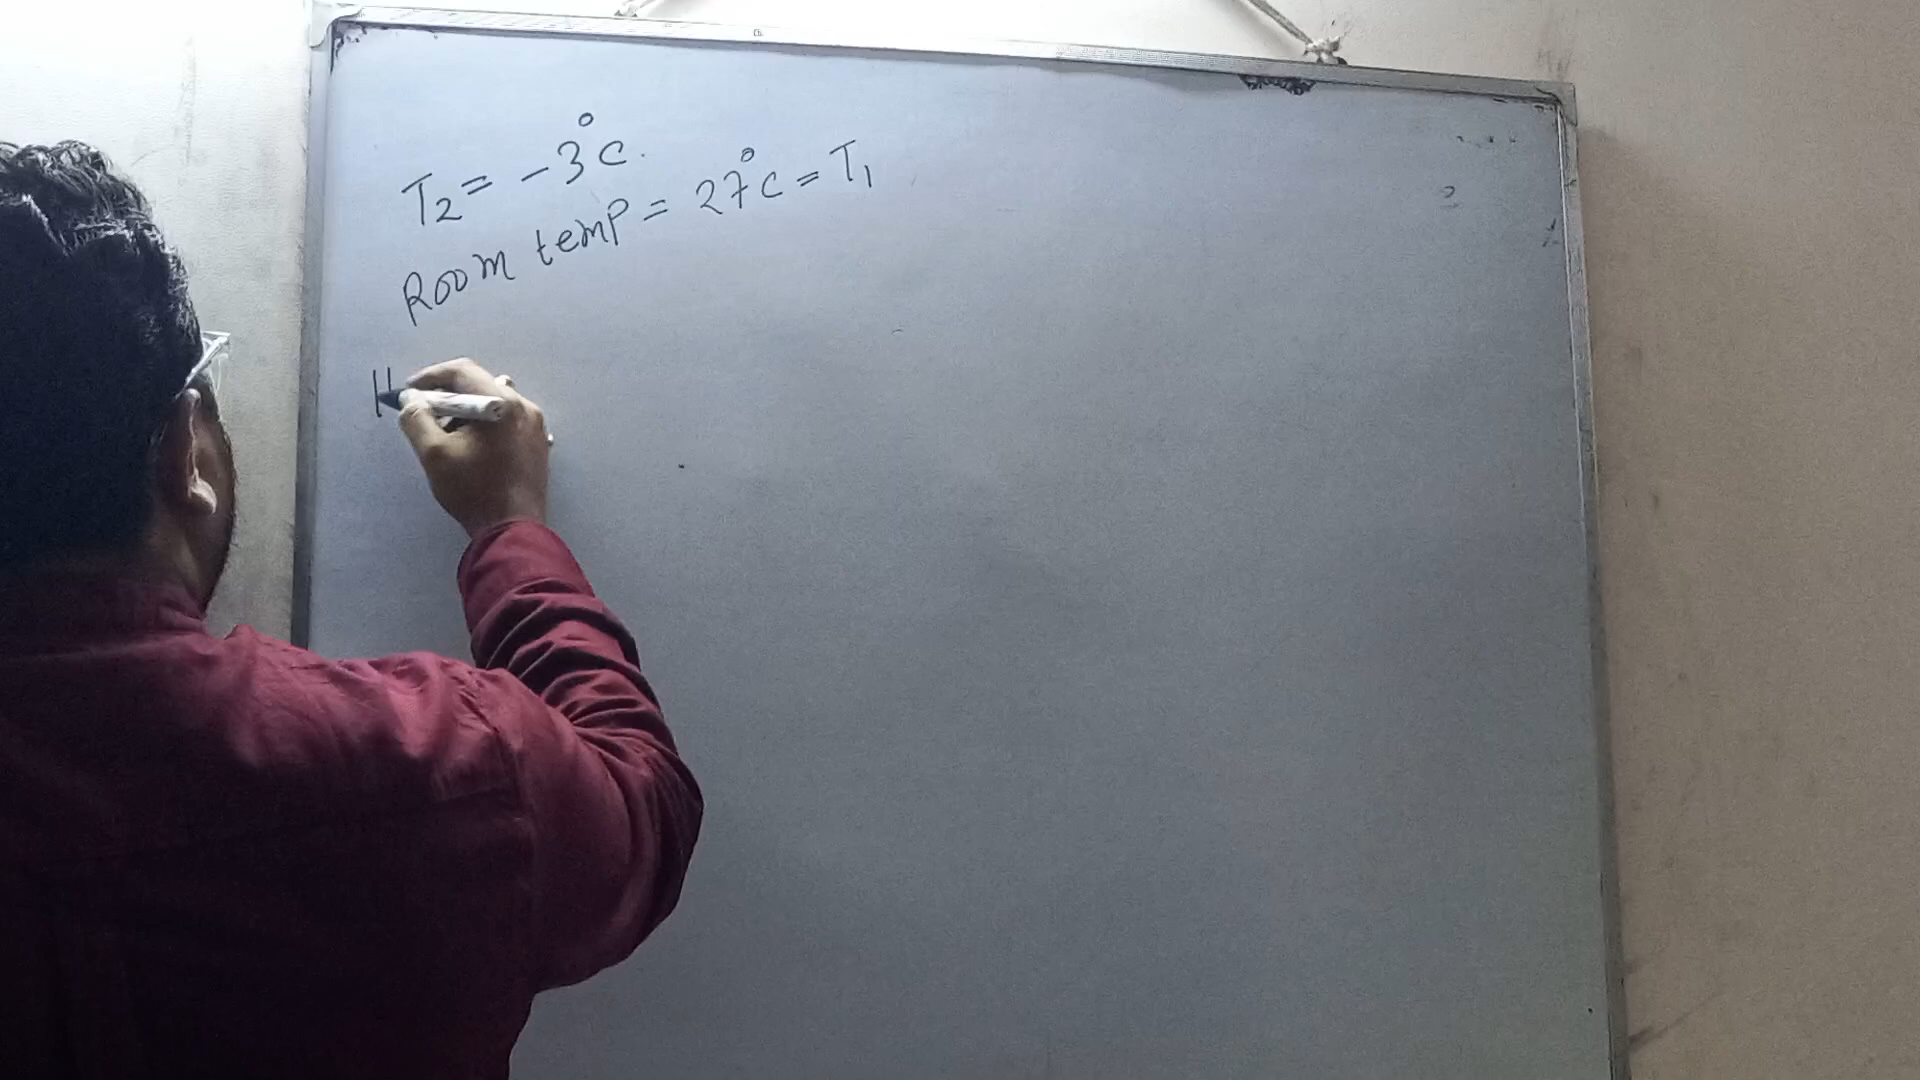 T₂ = -3°C.
Room temp = 27°C = T₁
H